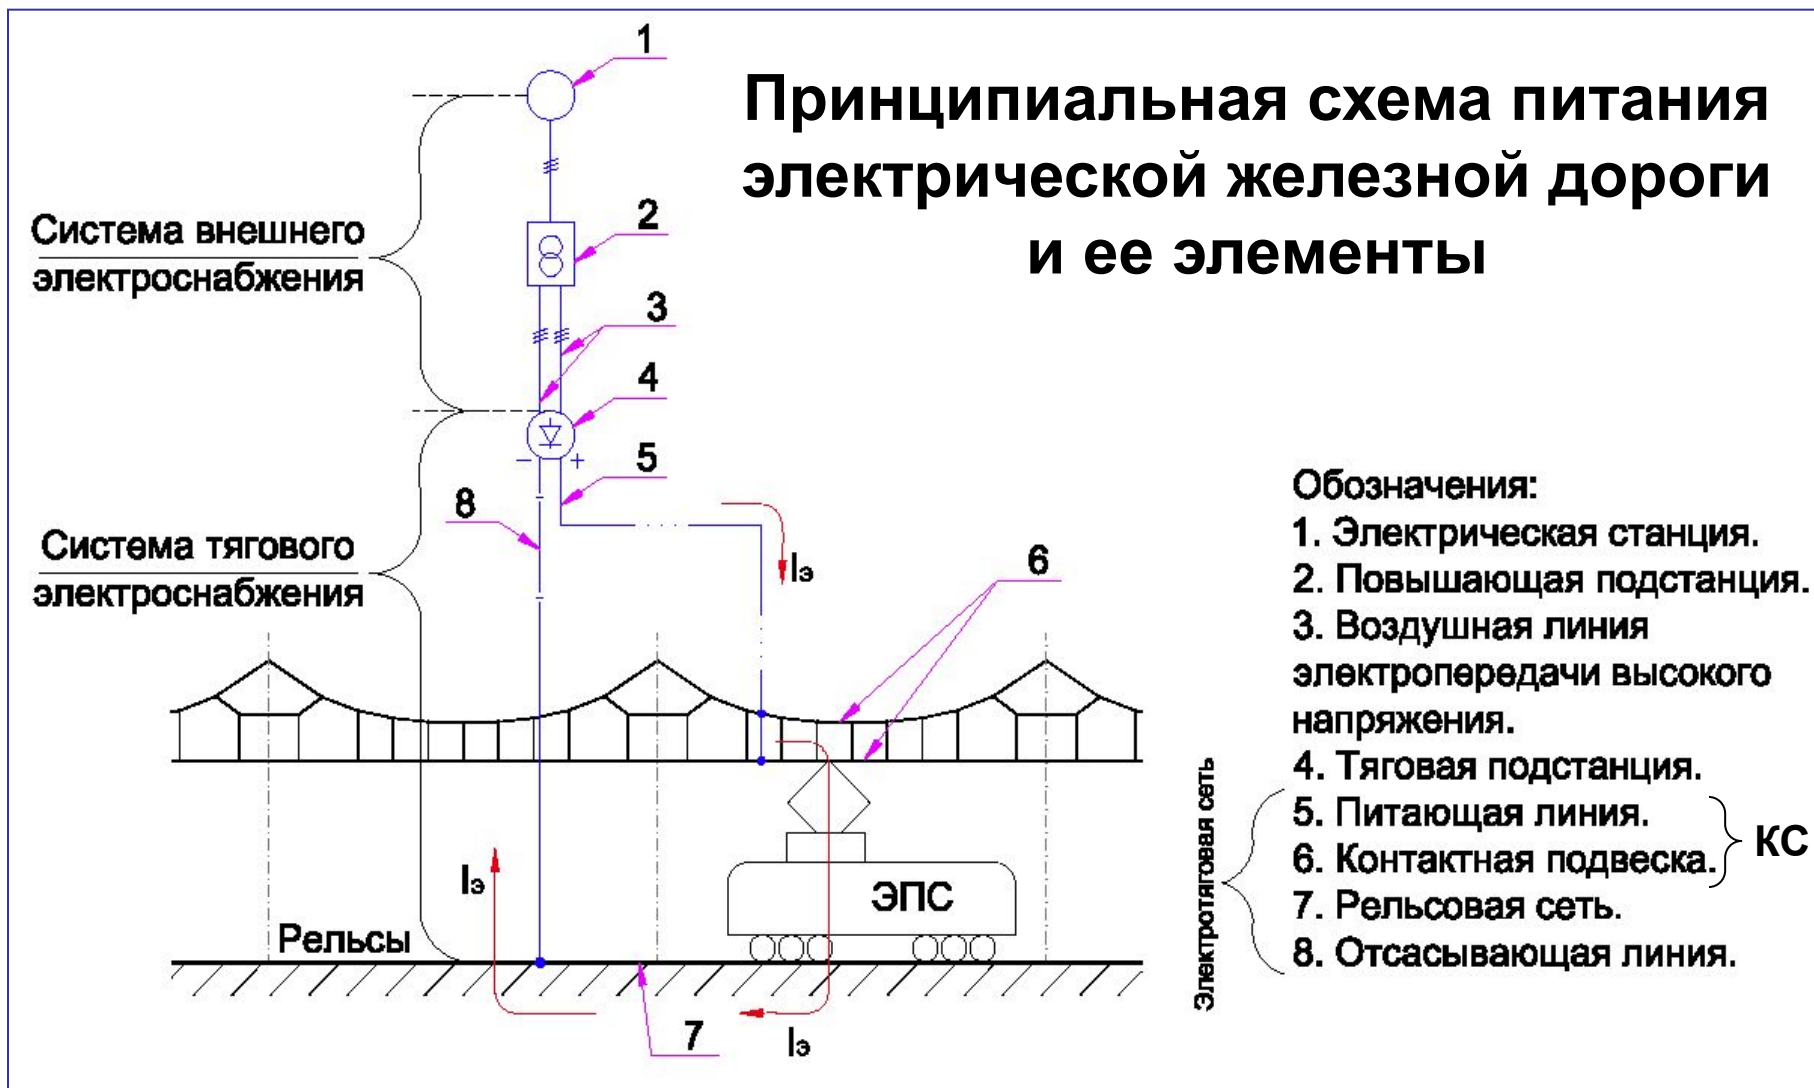 Принципиальная схема питания
электрической железной дороги
и ее элементы
1
2
3
4
5
8
6
7
Система внешнего
электроснабжения
Система тягового
электроснабжения
− +
Iэ
Iэ
Iэ
ЭПС
Рельсы
Обозначения:
1. Электрическая станция.
2. Повышающая подстанция.
3. Воздушная линия
электропередачи высокого
напряжения.
4. Тяговая подстанция.
5. Питающая линия.
6. Контактная подвеска.
7. Рельсовая сеть.
8. Отсасывающая линия.
КС
Электротяговая сеть